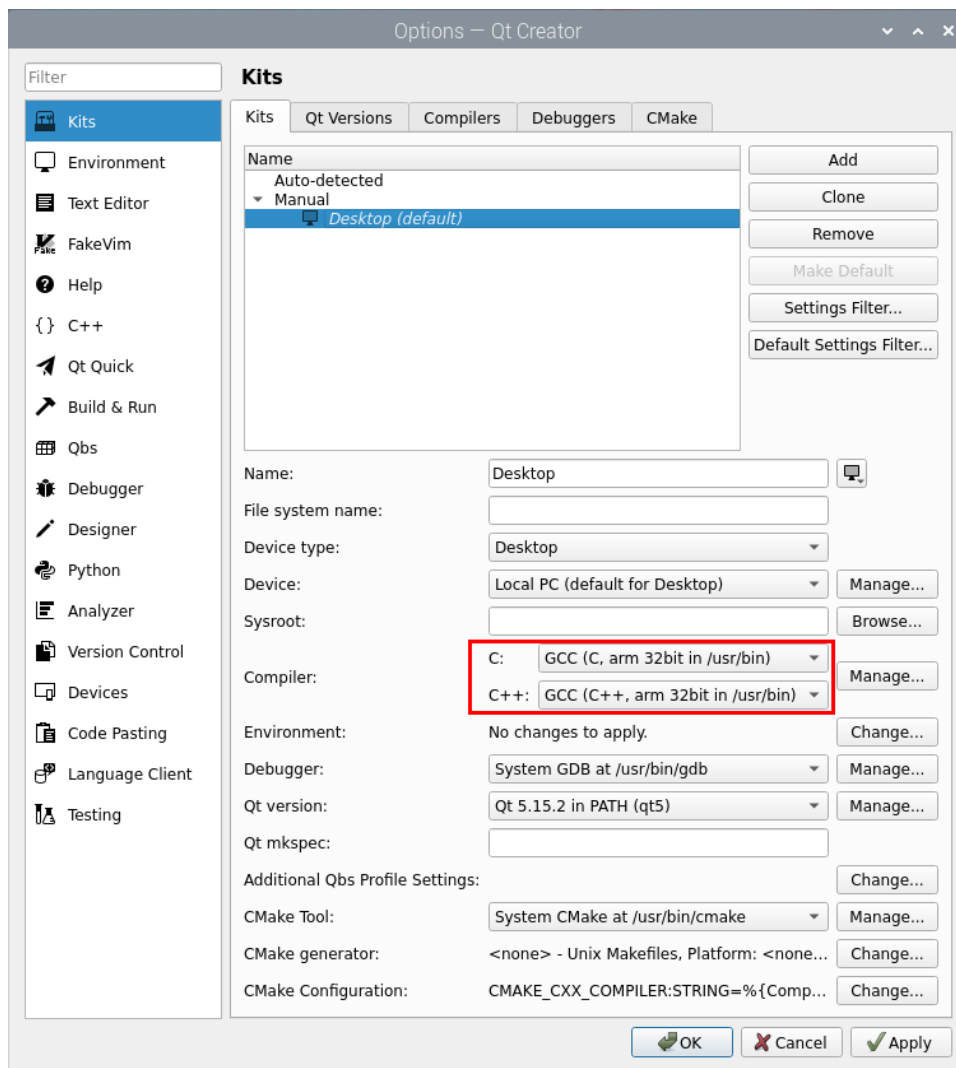 Options — Qt Creator
Filter
Kits
Environment
Text Editor
FakeVim
Help
C++
Qt Quick
Build & Run
Qbs
Debugger
Designer
Python
Analyzer
Version Control
Devices
Code Pasting
Language Client
Testing
Kits
Kits Qt Versions Compilers Debuggers CMake
Name
Auto-detected
Manual
Desktop (default)
Add
Clone
Remove
Make Default
Settings Filter...
Default Settings Filter...
Name: Desktop
File system name:
Device type: Desktop
Device: Local PC (default for Desktop) Manage...
Sysroot: Browse...
Compiler: C: GCC (C, arm 32bit in /usr/bin) Manage...
C++: GCC (C++, arm 32bit in /usr/bin)
Environment: No changes to apply. Change...
Debugger: System GDB at /usr/bin/gdb Manage...
Qt version: Qt 5.15.2 in PATH (qt5) Manage...
Qt mkspec:
Additional Qbs Profile Settings: Change...
CMake Tool: System CMake at /usr/bin/cmake Manage...
CMake generator: <none> - Unix Makefiles, Platform: <none... Change...
CMake Configuration: CMAKE_CXX_COMPILER:STRING=%{Comp... Change...
OK Cancel Apply